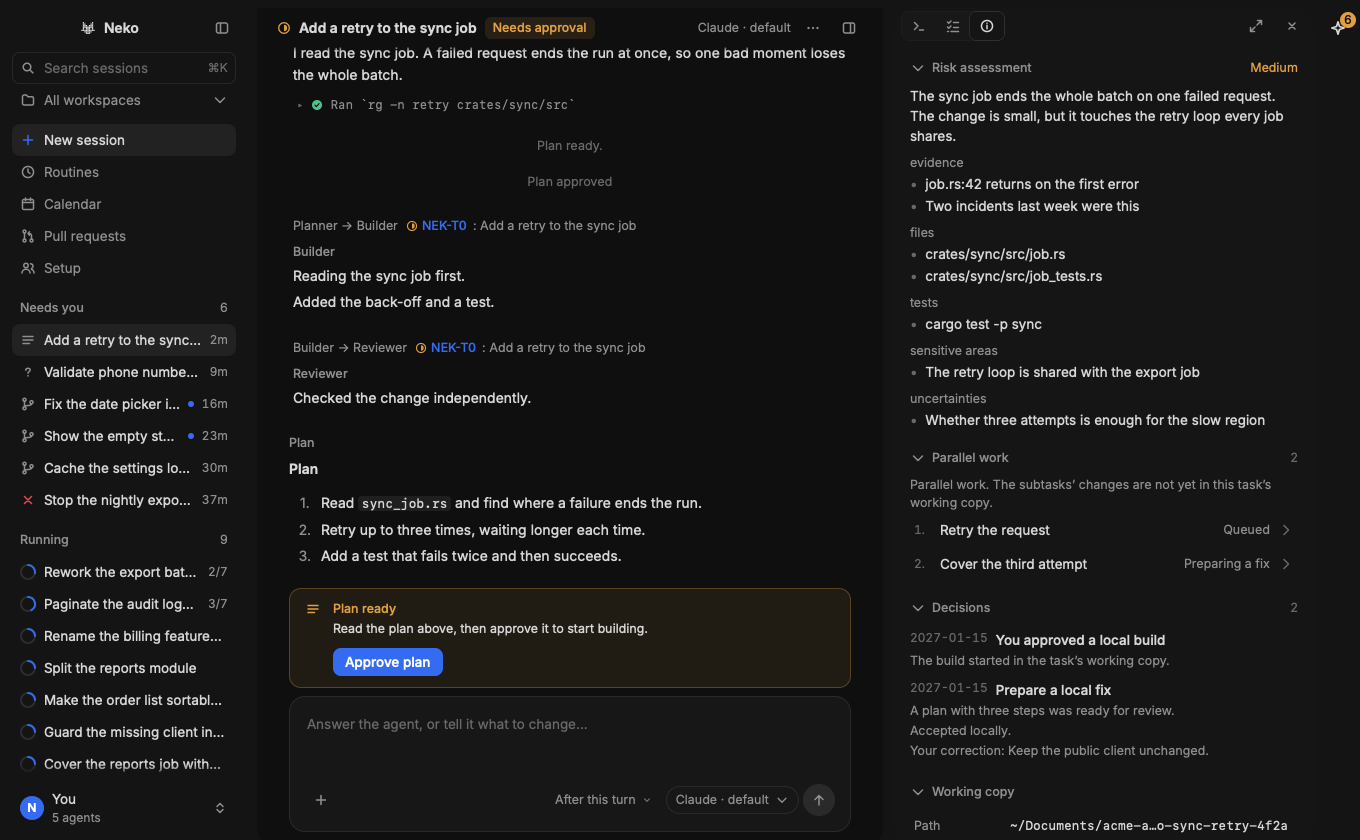 Neko
Search sessions ⌘K
All workspaces
New session
Routines
Calendar
Pull requests
Setup
Needs you 6
Add a retry to the sync... 2m
Validate phone numbe... 9m
Fix the date picker i... 16m
Show the empty st... 23m
Cache the settings lo... 30m
Stop the nightly expo... 37m
Running 9
Rework the export bat... 2/7
Paginate the audit log... 3/7
Rename the billing feature...
Split the reports module
Make the order list sortabl...
Guard the missing client in...
Cover the reports job with...
N
You
5 agents
Add a retry to the sync job Needs approval Claude · default ...
I read the sync job. A failed request ends the run at once, so one bad moment loses
the whole batch.
Ran `rg -n retry crates/sync/src`
Plan ready.
Plan approved
Planner → Builder NEK-T0 : Add a retry to the sync job
Builder
Reading the sync job first.
Added the back-off and a test.
Builder → Reviewer NEK-T0 : Add a retry to the sync job
Reviewer
Checked the change independently.
Plan
Plan
1. Read sync_job.rs and find where a failure ends the run.
2. Retry up to three times, waiting longer each time.
3. Add a test that fails twice and then succeeds.
Plan ready
Read the plan above, then approve it to start building.
Approve plan
Answer the agent, or tell it what to change...
After this turn Claude · default
6
Risk assessment Medium
The sync job ends the whole batch on one failed request.
The change is small, but it touches the retry loop every job
shares.
evidence
• job.rs:42 returns on the first error
• Two incidents last week were this
files
• crates/sync/src/job.rs
• crates/sync/src/job_tests.rs
tests
• cargo test -p sync
sensitive areas
• The retry loop is shared with the export job
uncertainties
• Whether three attempts is enough for the slow region
Parallel work 2
Parallel work. The subtasks’ changes are not yet in this task’s
working copy.
1. Retry the request Queued
2. Cover the third attempt Preparing a fix
Decisions 2
2027-01-15 You approved a local build
The build started in the task’s working copy.
2027-01-15 Prepare a local fix
A plan with three steps was ready for review.
Accepted locally.
Your correction: Keep the public client unchanged.
Working copy
Path ~/Documents/acme-a…o-sync-retry-4f2a